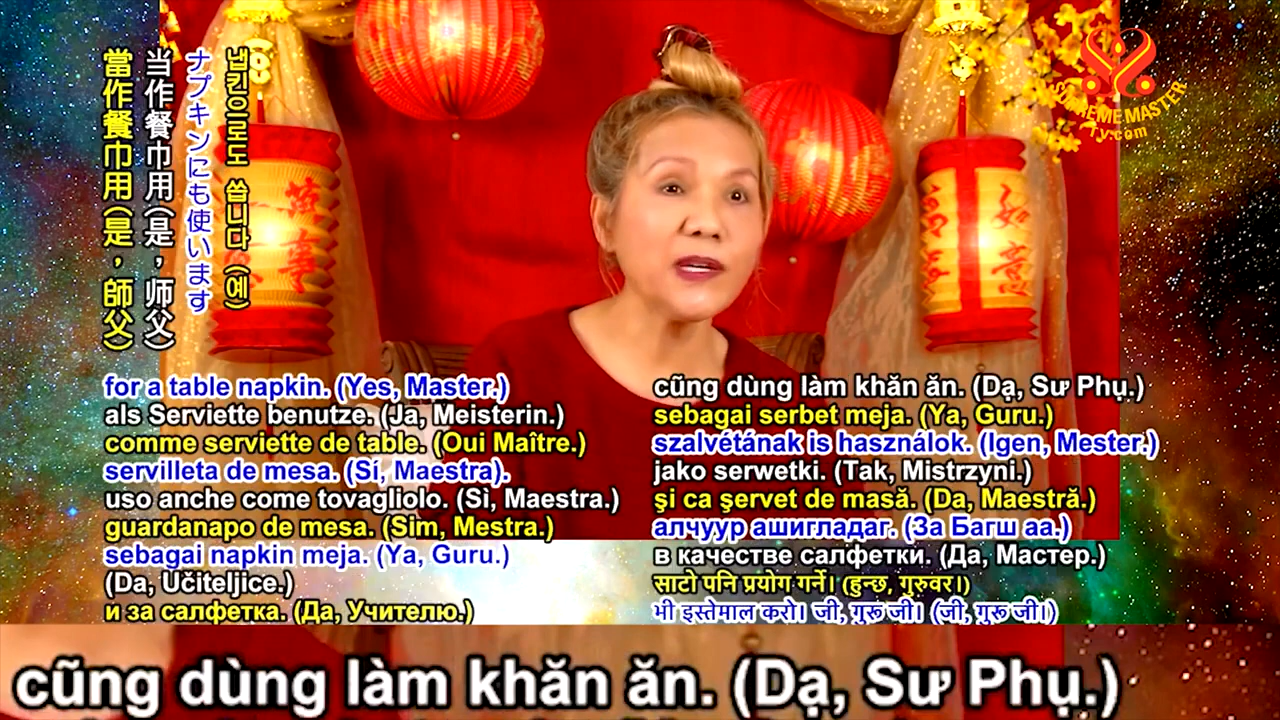 SUPREME MASTER
TV.com
냅킨으로도 씁니다 (예)
ナプキンにも使います
当作餐巾用(是，师父)
當作餐巾用(是，師父)
如意
for a table napkin. (Yes, Master.)
als Serviette benutze. (Ja, Meisterin.)
comme serviette de table. (Oui Maître.)
servilleta de mesa. (Sí, Maestra).
uso anche come tovagliolo. (Sì, Maestra.)
guardanapo de mesa. (Sim, Mestra.)
sebagai napkin meja. (Ya, Guru.)
(Da, Učiteljice.)
и за салфетка. (Да, Учителю.)
cũng dùng làm khăn ăn. (Dạ, Sư Phụ.)
sebagai serbet meja. (Ya, Guru.)
szalvétának is használok. (Igen, Mester.)
jako serwetki. (Tak, Mistrzyni.)
şi ca şervet de masă. (Da, Maestră.)
алчуур ашигладаг. (За Багш аа.)
в качестве салфетки. (Да, Мастер.)
साटो पनि प्रयोग गर्ने। (हुन्छ, गुरुवर।)
भी इस्तेमाल करो। जी, गुरू जी। (जी, गुरू जी।)
cũng dùng làm khăn ăn. (Dạ, Sư Phụ.)